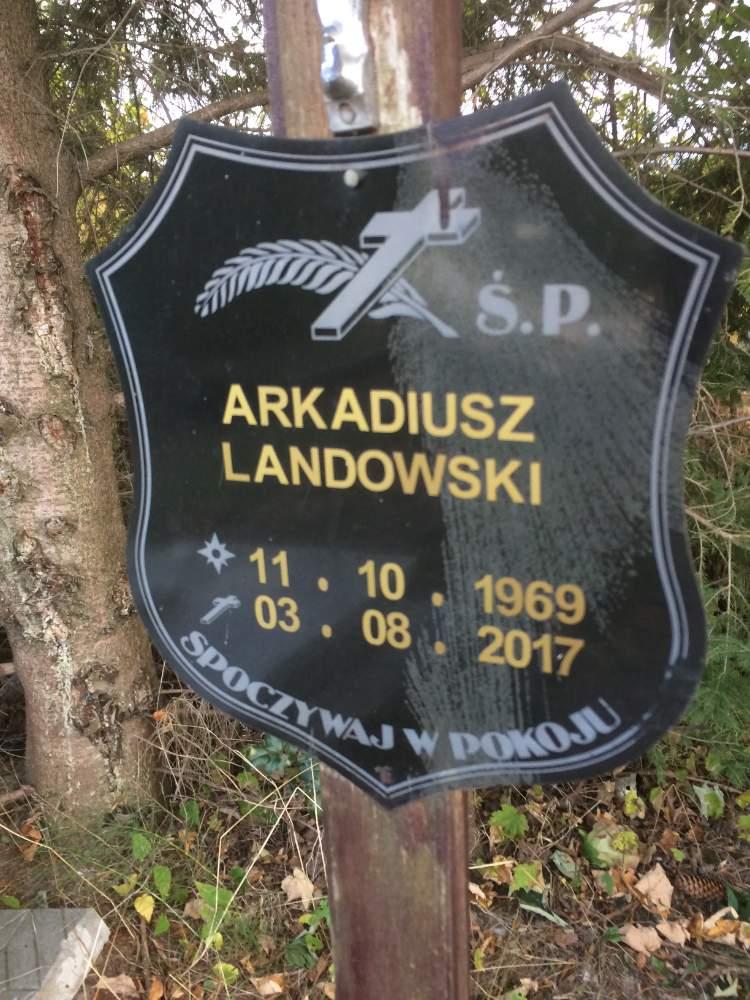 Ś.P.
ARKADIUSZ
LANDOWSKI
11 . 10 . 1969
03 . 08 . 2017
SPOCZYWAJ W POKOJU